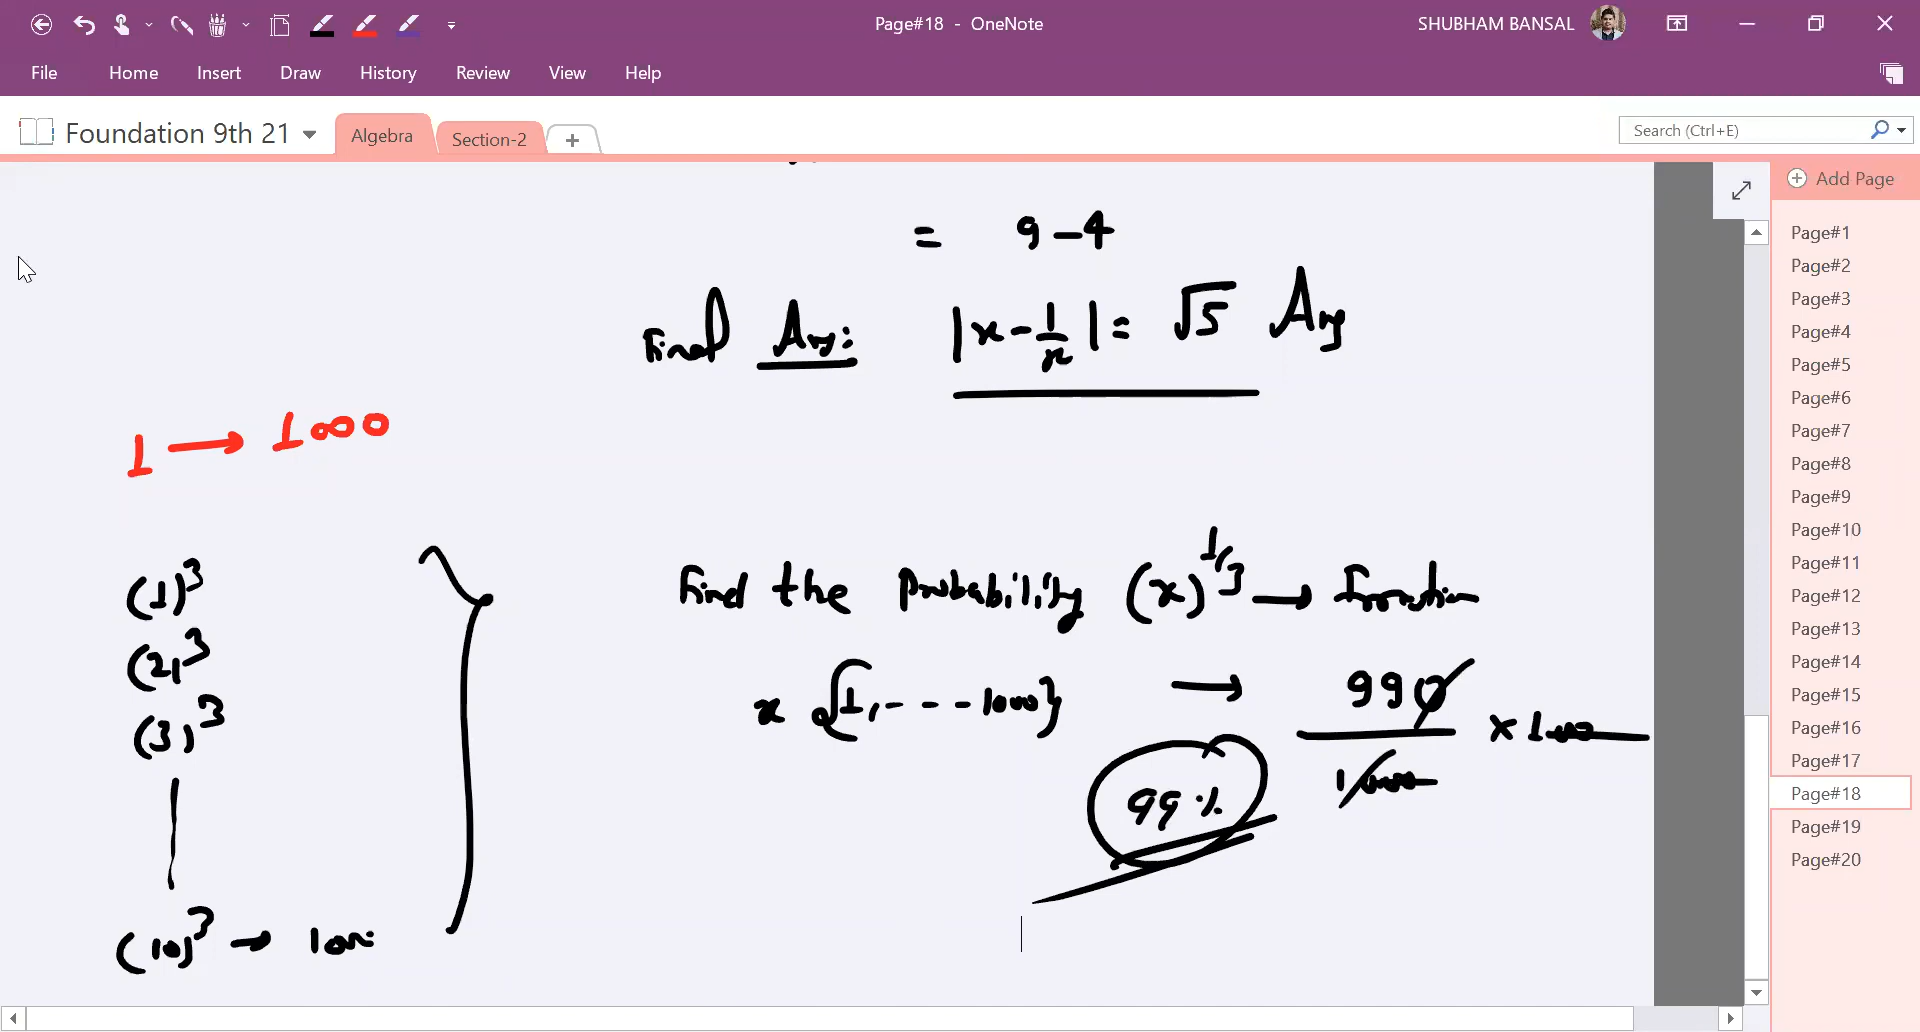 Page#18 - OneNote
SHUBHAM BANSAL
File Home Insert Draw History Review View Help
Foundation 9th 21
Algebra
Section-2
Search (Ctrl+E)
Add Page
Page#1
Page#2
Page#3
Page#4
Page#5
Page#6
Page#7
Page#8
Page#9
Page#10
Page#11
Page#12
Page#13
Page#14
Page#15
Page#16
Page#17
Page#18
Page#19
Page#20
= 9-4
Final Ans: |x-1/x| = √5 Ans
1 → 1000
(1)³
(2)³
(3)³
(10)³ → 1000
Find the Probability (x)^1/3 →
x {1, - - - 1000} → 990/1000 × 100
99%